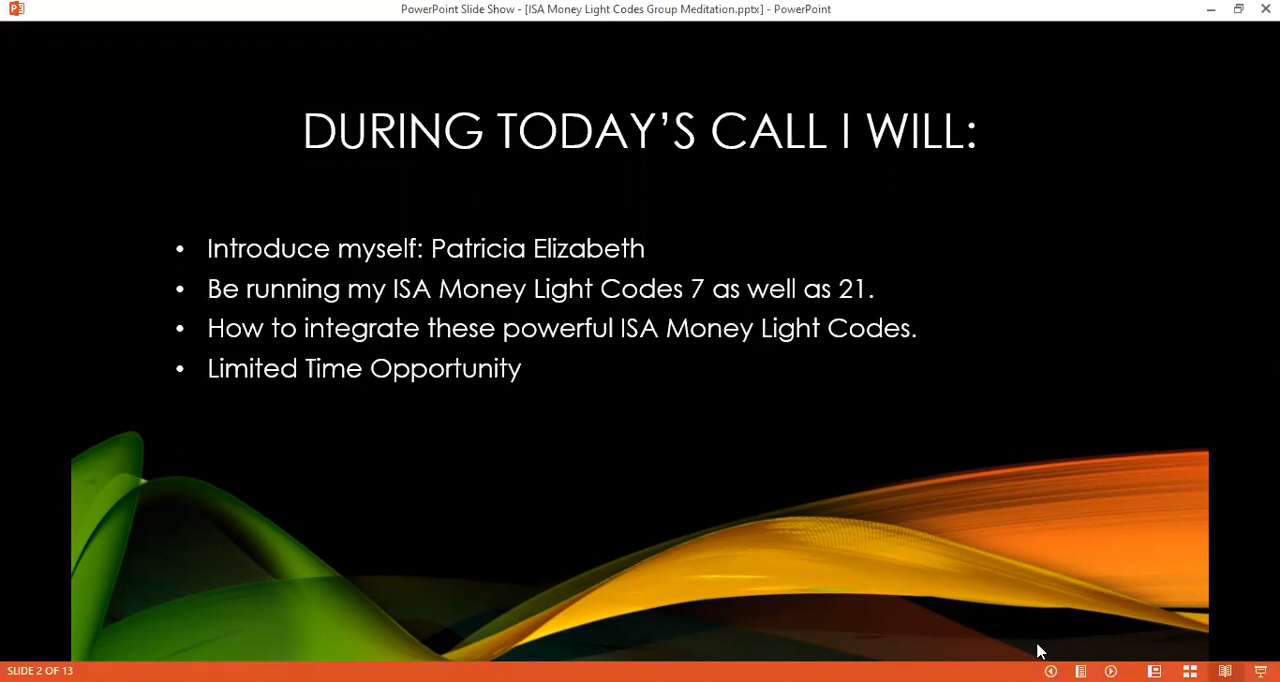 PowerPoint Slide Show - [ISA Money Light Codes Group Meditation.pptx] - PowerPoint
DURING TODAY’S CALL I WILL:
• Introduce myself: Patricia Elizabeth
• Be running my ISA Money Light Codes 7 as well as 21.
• How to integrate these powerful ISA Money Light Codes.
• Limited Time Opportunity
SLIDE 2 OF 13